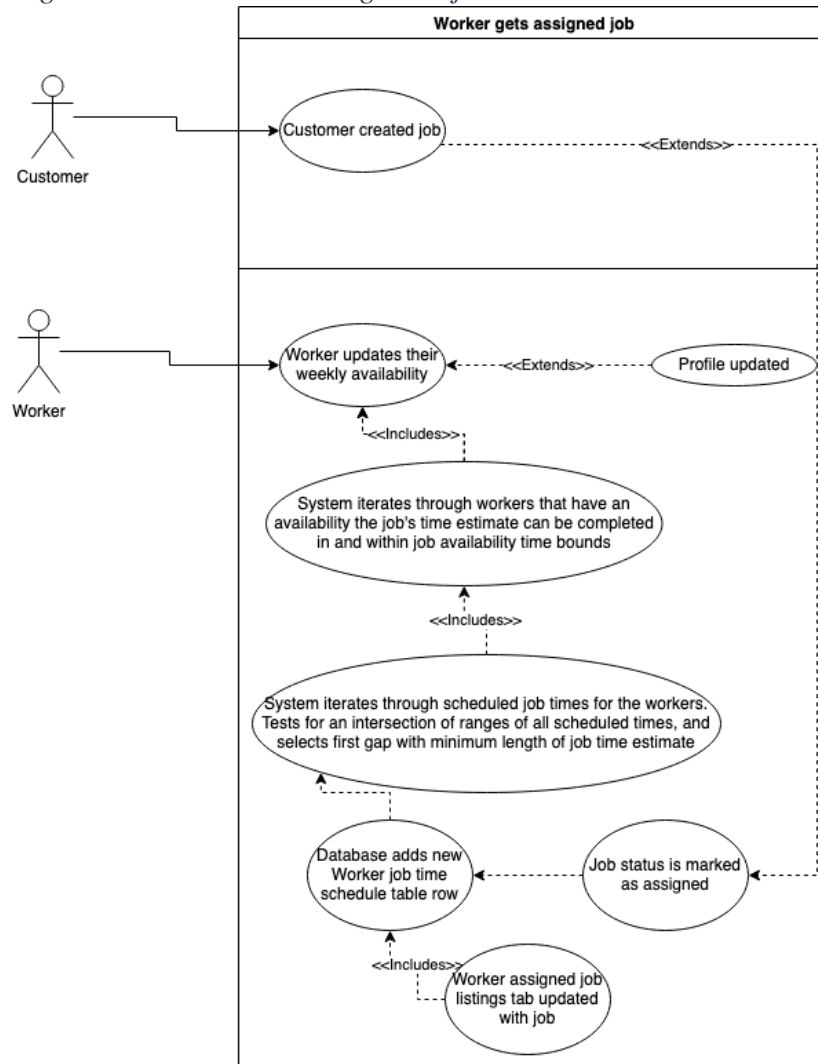 Worker gets assigned job
Customer created job
<<Extends>>
Customer
Worker updates their
weekly availability
<<Extends>>
Profile updated
Worker
<<Includes>>
System iterates through workers that have an
availability the job's time estimate can be completed
in and within job availability time bounds
<<Includes>>
System iterates through scheduled job times for the workers.
Tests for an intersection of ranges of all scheduled times, and
selects first gap with minimum length of job time estimate
Database adds new
Worker job time
schedule table row
Job status is marked
as assigned
<<Includes>>
Worker assigned job
listings tab updated
with job